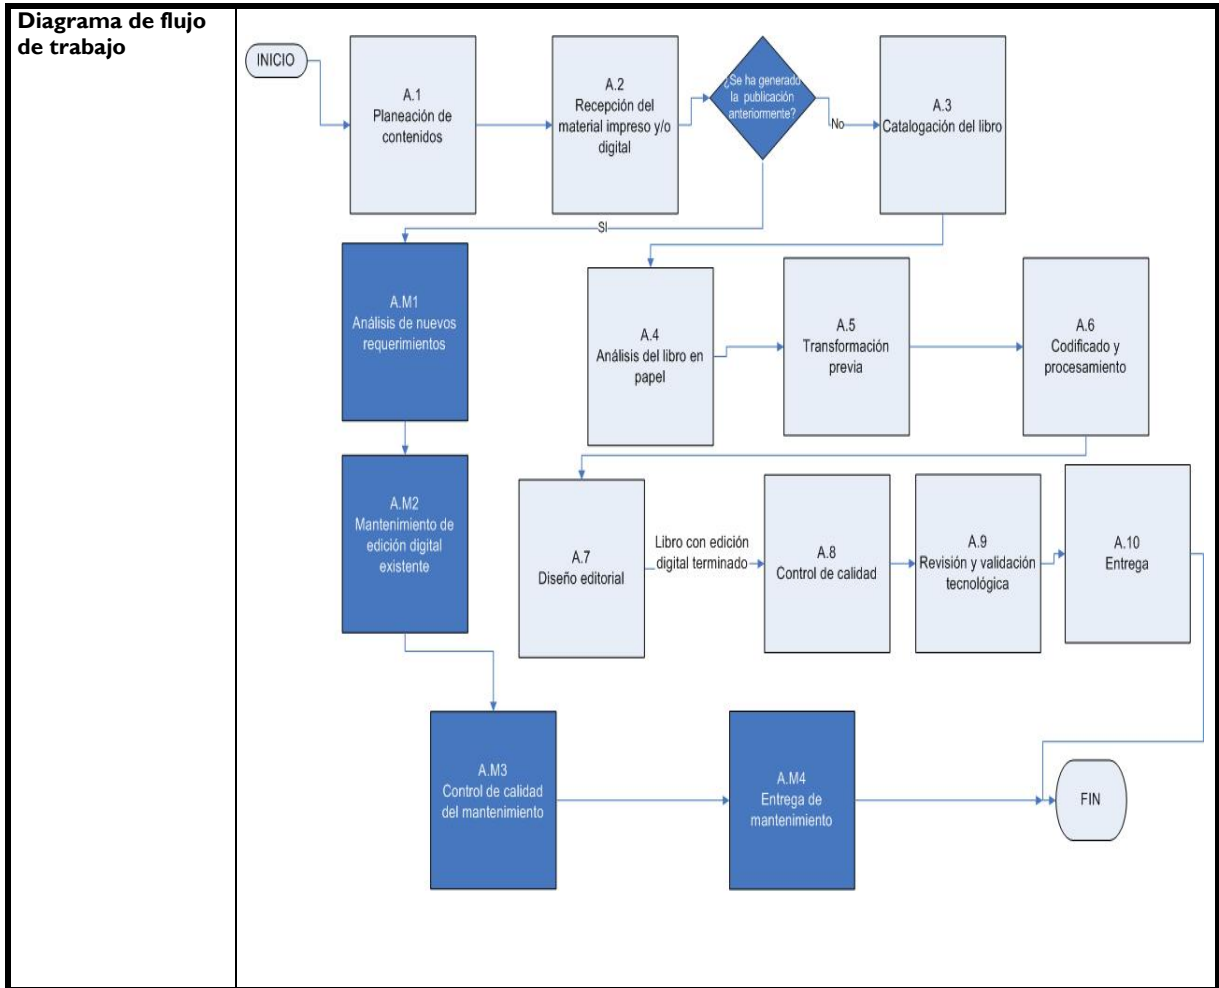 Diagrama de flujo
de trabajo
INICIO
A.1
Planeación de
contenidos
A.2
Recepción del
material impreso y/o
digital
¿Se ha generado
la publicación
anteriormente?
No
A.3
Catalogación del libro
SI
A.M1
Análisis de nuevos
requerimientos
A.4
Análisis del libro en
papel
A.5
Transformación
previa
A.6
Codificado y
procesamiento
A.M2
Mantenimiento de
edición digital
existente
A.7
Diseño editorial
Libro con edición
digital terminado
A.8
Control de calidad
A.9
Revisión y validación
tecnológica
A.10
Entrega
A.M3
Control de calidad
del mantenimiento
A.M4
Entrega de
mantenimiento
FIN